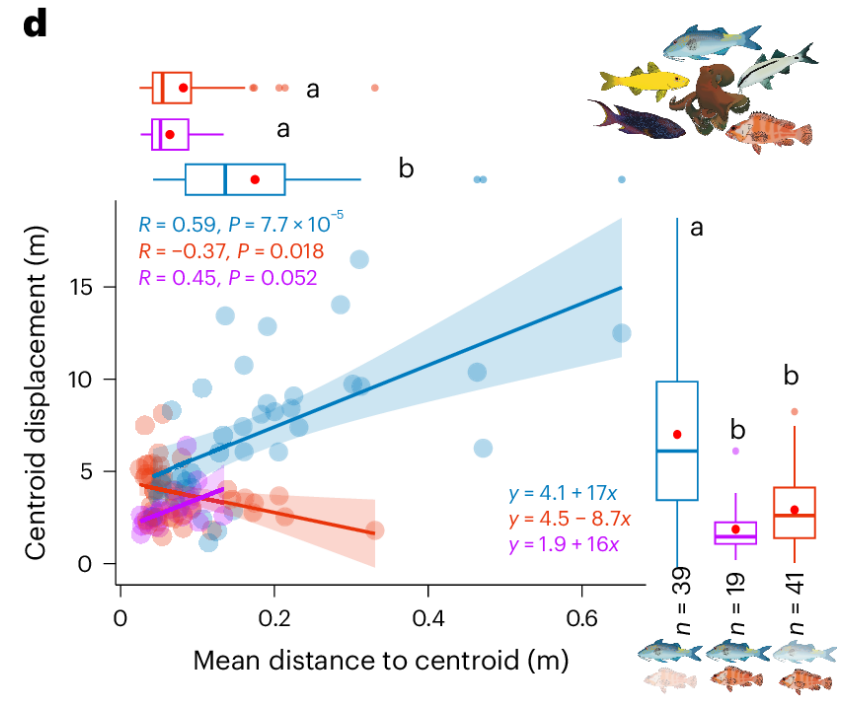 d
a
a
b
R = 0.59, P = 7.7 × 10⁻⁵
R = −0.37, P = 0.018
R = 0.45, P = 0.052
Centroid displacement (m)
15
10
5
0
0 0.2 0.4 0.6
Mean distance to centroid (m)
y = 4.1 + 17x
y = 4.5 − 8.7x
y = 1.9 + 16x
a
b
b
n = 39
n = 19
n = 41